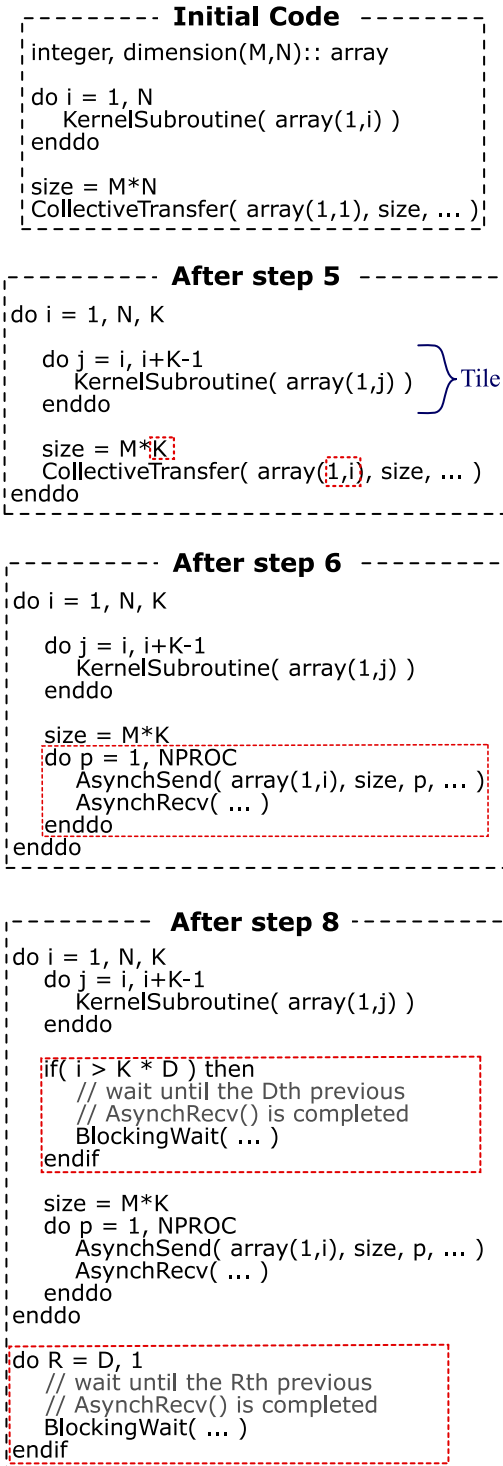 Initial Code
integer, dimension(M,N):: array
do i = 1, N
KernelSubroutine( array(1,i) )
enddo
size = M*N
CollectiveTransfer( array(1,1), size, ... )
After step 5
do i = 1, N, K
do j = i, i+K-1
KernelSubroutine( array(1,j) )
enddo
Tile
size = M*K
CollectiveTransfer( array(1,i), size, ... )
enddo
After step 6
do i = 1, N, K
do j = i, i+K-1
KernelSubroutine( array(1,j) )
enddo
size = M*K
do p = 1, NPROC
AsynchSend( array(1,i), size, p, ... )
AsynchRecv( ... )
enddo
enddo
After step 8
do i = 1, N, K
do j = i, i+K-1
KernelSubroutine( array(1,j) )
enddo
if( i > K * D ) then
// wait until the Dth previous
// AsynchRecv() is completed
BlockingWait( ... )
endif
size = M*K
do p = 1, NPROC
AsynchSend( array(1,i), size, p, ... )
AsynchRecv( ... )
enddo
enddo
do R = D, 1
// wait until the Rth previous
// AsynchRecv() is completed
BlockingWait( ... )
endif